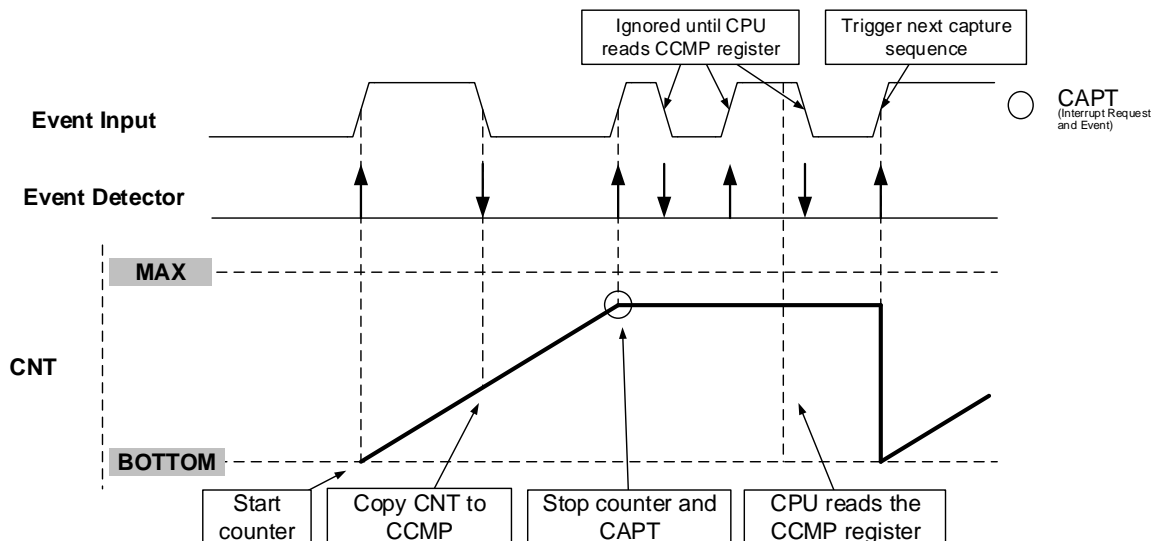 Ignored until CPU
reads CCMP register
Trigger next capture
sequence
Event Input
CAPT
(Interrupt Request
and Event)
Event Detector
MAX
CNT
BOTTOM
Start
counter
Copy CNT to
CCMP
Stop counter and
CAPT
CPU reads the
CCMP register